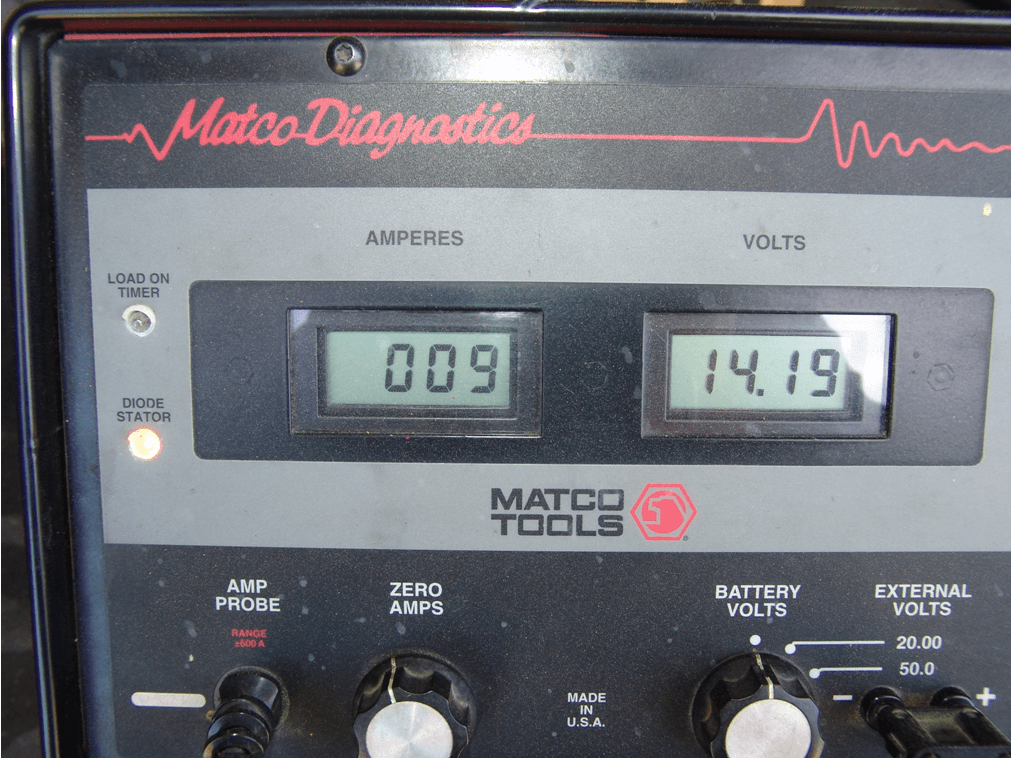 Matco Diagnostics
AMPERES
VOLTS
LOAD ON
TIMER
009
14.19
DIODE
STATOR
MATCO
TOOLS
AMP
PROBE
RANGE
±600 A
ZERO
AMPS
BATTERY
VOLTS
EXTERNAL
VOLTS
20.00
50.0
- +
MADE
IN
U.S.A.